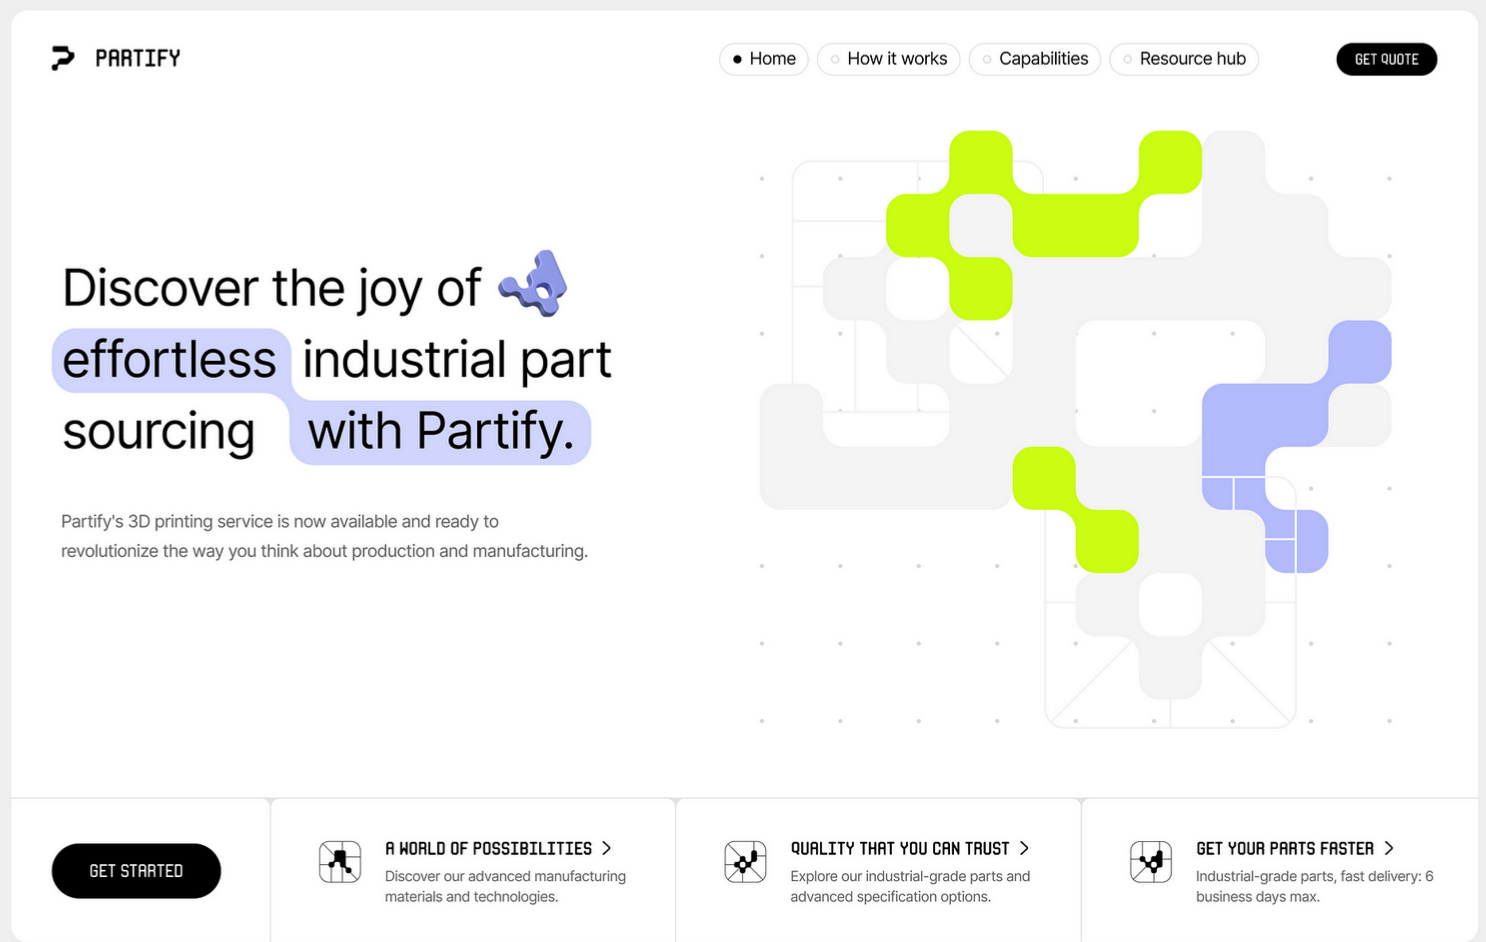 PARTIFY
Home
How it works
Capabilities
Resource hub
GET QUOTE
Discover the joy of
effortless industrial part
sourcing with Partify.
Partify's 3D printing service is now available and ready to
revolutionize the way you think about production and manufacturing.
GET STARTED
A WORLD OF POSSIBILITIES
Discover our advanced manufacturing
materials and technologies.
QUALITY THAT YOU CAN TRUST
Explore our industrial-grade parts and
advanced specification options.
GET YOUR PARTS FASTER
Industrial-grade parts, fast delivery: 6
business days max.